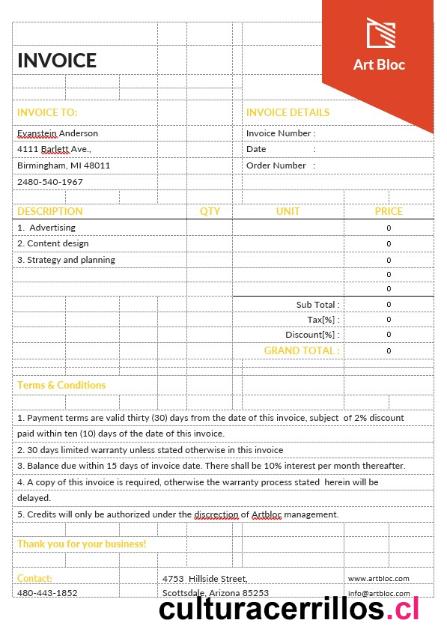 Art Bloc
INVOICE
INVOICE TO:
INVOICE DETAILS
Evanstein Anderson
Invoice Number :
4111 Barlett Ave.,
Date :
Birmingham, MI 48011
Order Number :
2480-540-1967
DESCRIPTION QTY UNIT PRICE
1. Advertising 0
2. Content design 0
3. Strategy and planning 0
0
0
Sub Total : 0
Tax[%] : 0
Discount[%] : 0
GRAND TOTAL : 0
Terms & Conditions
1. Payment terms are valid thirty (30) days from the date of this invoice, subject of 2% discount
paid within ten (10) days of the date of this invoice.
2. 30 days limited warranty unless stated otherwise in this invoice
3. Balance due within 15 days of invoice date. There shall be 10% interest per month thereafter.
4. A copy of this invoice is required, otherwise the warranty process stated herein will be
delayed.
5. Credits will only be authorized under the discrection of Artbloc management.
Thank you for your business!
Contact: 4753 Hillside Street, www.artbloc.com
480-443-1852 Scottsdale, Arizona 85253 info@artbloc.com
culturacerrillos.cl